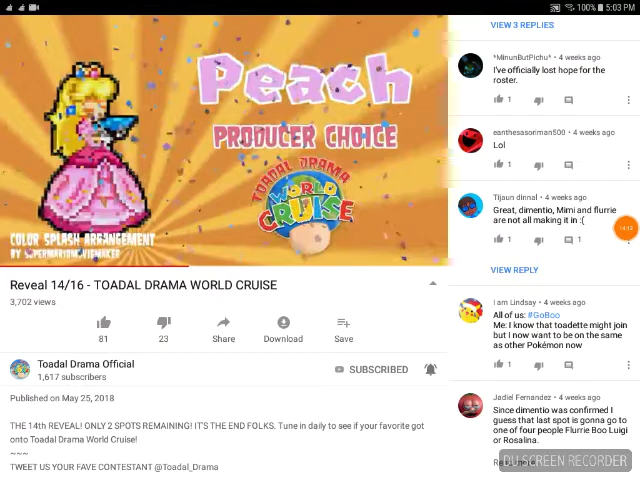 100% 5:03 PM
Peach
PRODUCER CHOICE
TOADAL DRAMA
WORLD
CRUISE
COLOR SPLASH ARRANGEMENT
BY SUPERMARIOVGMMAKER
Reveal 14/16 - TOADAL DRAMA WORLD CRUISE
3,702 views
81
23
Share
Download
Save
Toadal Drama Official
1,617 subscribers
SUBSCRIBED
Published on May 25, 2018
THE 14th REVEAL! ONLY 2 SPOTS REMAINING! IT'S THE END FOLKS. Tune in daily to see if your favorite got
onto Toadal Drama World Cruise!
~~~
TWEET US YOUR FAVE CONTESTANT @Toadal_Drama
VIEW 3 REPLIES
*MinunButPichu* • 4 weeks ago
I've officially lost hope for the
roster.
1
eanthesasoriman500 • 4 weeks ago
Lol
1
Tijaun dinnal • 4 weeks ago
Great, dimentio, Mimi and flurrie
are not all making it in :(
1
1
VIEW REPLY
I am Lindsay • 4 weeks ago
All of us: #GoBoo
Me: I know that toadette might join
but I now want to be on the same
as other Pokémon now
1
Jadiel Fernandez • 4 weeks ago
Since dimentio was confirmed I
guess that last spot is gonna go to
one of four people Flurrie Boo Luigi
or Rosalina.
DU SCREEN RECORDER